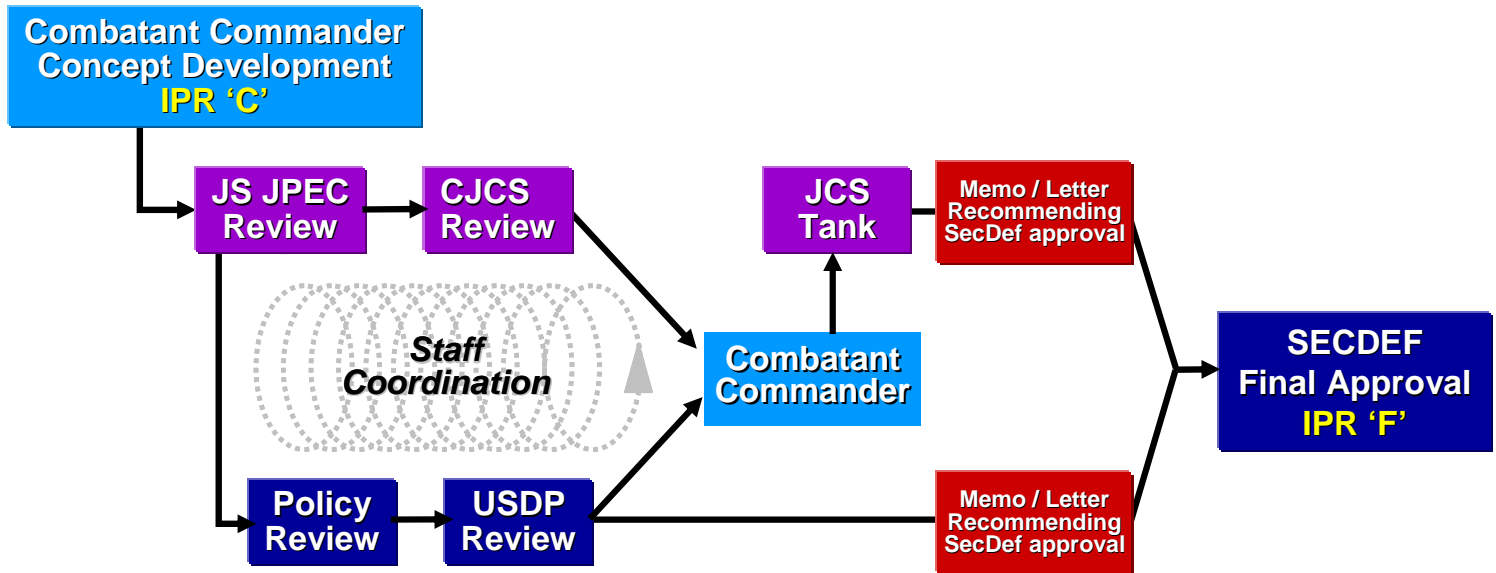 Combatant Commander
Concept Development
IPR ‘C’
JS JPEC
Review
CJCS
Review
JCS
Tank
Memo / Letter
Recommending
SecDef approval
Staff
Coordination
Combatant
Commander
SECDEF
Final Approval
IPR ‘F’
Policy
Review
USDP
Review
Memo / Letter
Recommending
SecDef approval